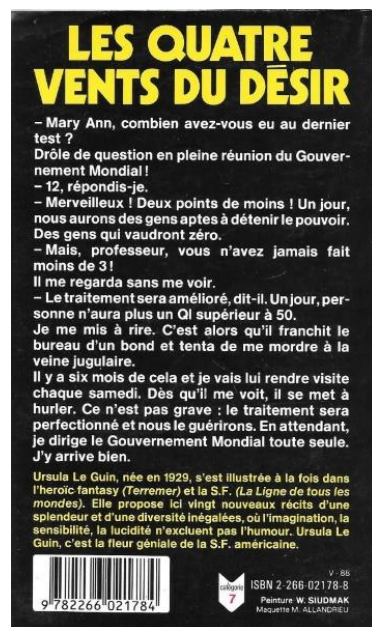 LES QUATRE
VENTS DU DÉSIR
– Mary Ann, combien avez-vous eu au dernier
test ?
Drôle de question en pleine réunion du Gouver-
nement Mondial !
– 12, répondis-je.
– Merveilleux ! Deux points de moins ! Un jour,
nous aurons des gens aptes à détenir le pouvoir.
Des gens qui vaudront zéro.
– Mais, professeur, vous n'avez jamais fait
moins de 3 !
Il me regarda sans me voir.
– Le traitement sera amélioré, dit-il. Un jour, per-
sonne n'aura plus un QI supérieur à 50.
Je me mis à rire. C'est alors qu'il franchit le
bureau d'un bond et tenta de me mordre à la
veine jugulaire.
Il y a six mois de cela et je vais lui rendre visite
chaque samedi. Dès qu'il me voit, il se met à
hurler. Ce n'est pas grave : le traitement sera
perfectionné et nous le guérirons. En attendant,
je dirige le Gouvernement Mondial toute seule.
J'y arrive bien.
Ursula Le Guin, née en 1929, s'est illustrée à la fois dans
l'heroïc fantasy (Terremer) et la S.F. (La Ligne de tous les
mondes). Elle propose ici vingt nouveaux récits d'une
splendeur et d'une diversité inégalées, où l'imagination, la
sensibilité, la lucidité n'excluent pas l'humour. Ursula Le
Guin, c'est la fleur géniale de la S.F. américaine.
V - 88
catégorie
7
ISBN 2-266-02178-8
Peinture W. SIUDMAK
Maquette M. ALLANDRIEU
9 782266 021784